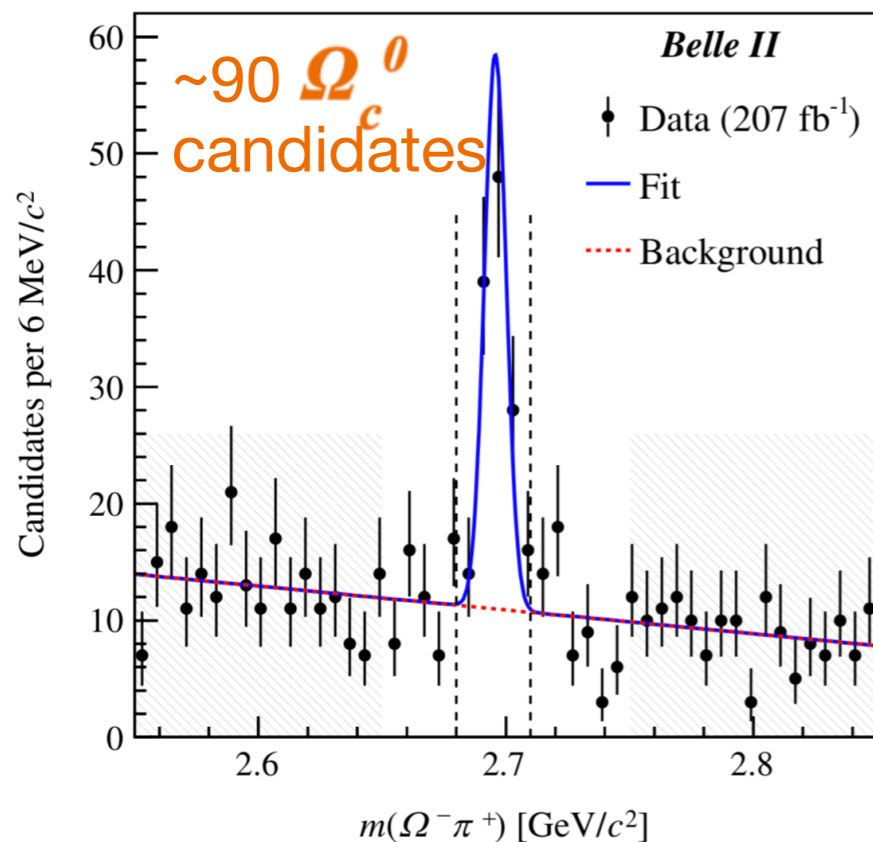 ~90 Ω_c^0
candidates
Belle II
Data (207 fb⁻¹)
Fit
Background
Candidates per 6 MeV/c²
60
50
40
30
20
10
0
2.6 2.7 2.8
m(Ω⁻π⁺) [GeV/c²]